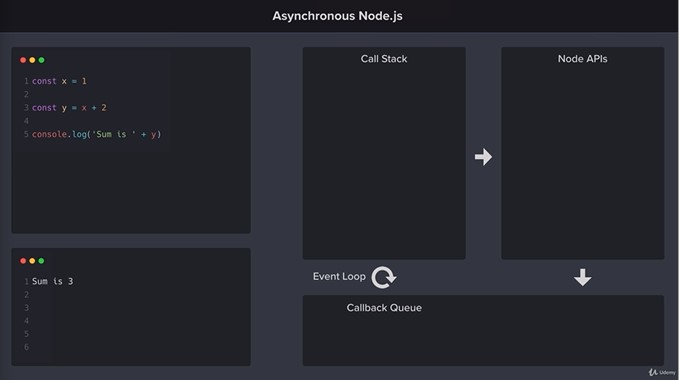 Asynchronous Node.js
1 const x = 1
2
3 const y = x + 2
4
5 console.log('Sum is ' + y)
1 Sum is 3
2
3
4
5
6
Call Stack
Node APIs
Event Loop
Callback Queue
Udemy